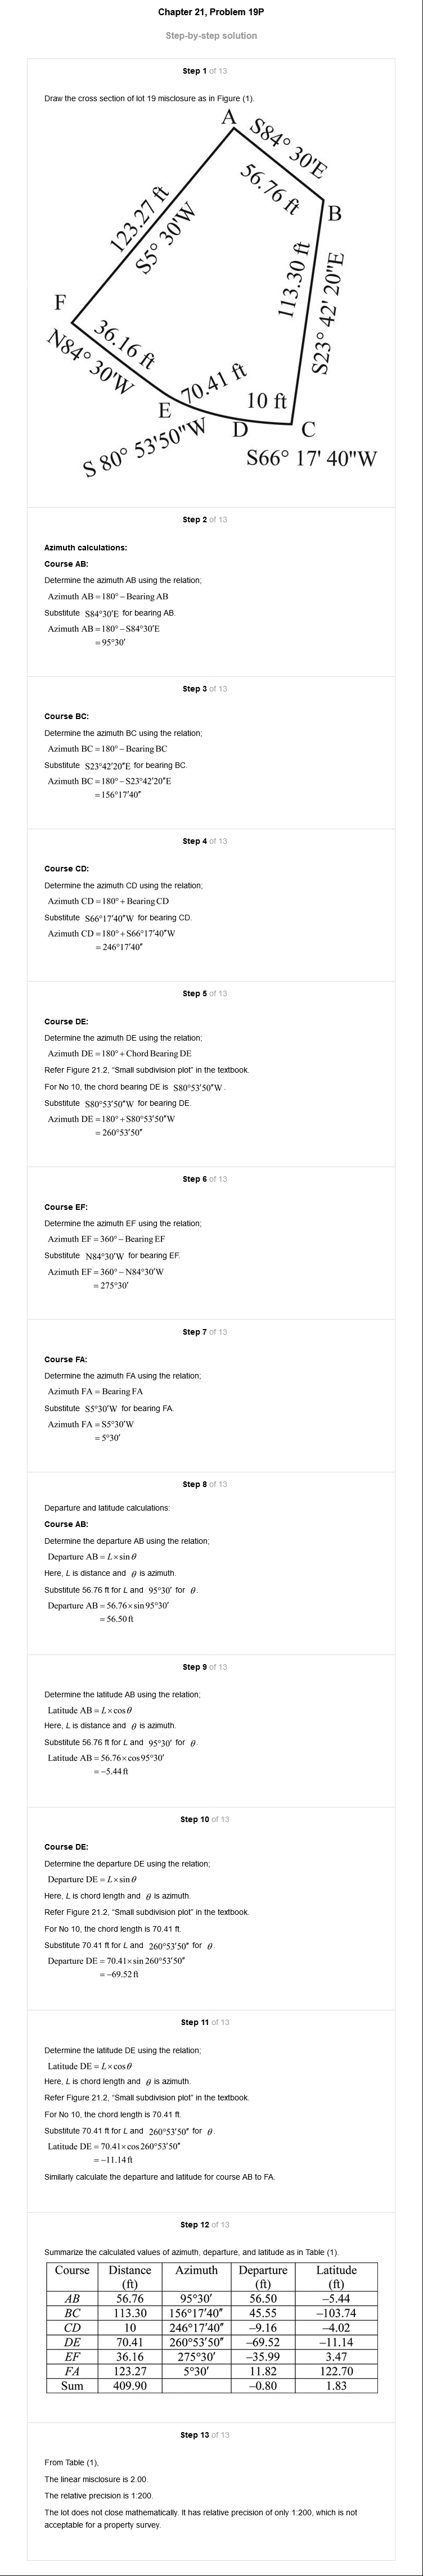 Chapter 21, Problem 19P
Step-by-step solution
Step 1 of 13
Draw the cross section of lot 19 misclosure as in Figure (1).
A
S84° 30'E
56.76 ft
B
123.27 ft
S5° 30'W
113.30 ft
S23° 42' 20"E
F
36.16 ft
N84° 30'W
70.41 ft
10 ft
E
D
C
S 80° 53'50"W
S66° 17' 40"W
Step 2 of 13
Azimuth calculations:
Course AB:
Determine the azimuth AB using the relation;
Azimuth AB = 180° − Bearing AB
Substitute S84°30′E for bearing AB.
Azimuth AB = 180° − S84°30′E
= 95°30′
Step 3 of 13
Course BC:
Determine the azimuth BC using the relation;
Azimuth BC = 180° − Bearing BC
Substitute S23°42′20″E for bearing BC.
Azimuth BC = 180° − S23°42′20″E
= 156°17′40″
Step 4 of 13
Course CD:
Determine the azimuth CD using the relation;
Azimuth CD = 180° + Bearing CD
Substitute S66°17′40″W for bearing CD.
Azimuth CD = 180° + S66°17′40″W
= 246°17′40″
Step 5 of 13
Course DE:
Determine the azimuth DE using the relation;
Azimuth DE = 180° + Chord Bearing DE
Refer Figure 21.2, “Small subdivision plot” in the textbook.
For No 10, the chord bearing DE is S80°53′50″W.
Substitute S80°53′50″W for bearing DE.
Azimuth DE = 180° + S80°53′50″W
= 260°53′50″
Step 6 of 13
Course EF:
Determine the azimuth EF using the relation;
Azimuth EF = 360° − Bearing EF
Substitute N84°30′W for bearing EF.
Azimuth EF = 360° − N84°30′W
= 275°30′
Step 7 of 13
Course FA:
Determine the azimuth FA using the relation;
Azimuth FA = Bearing FA
Substitute S5°30′W for bearing FA.
Azimuth FA = S5°30′W
= 5°30′
Step 8 of 13
Departure and latitude calculations:
Course AB:
Determine the departure AB using the relation;
Departure AB = L × sin θ
Here, L is distance and θ is azimuth.
Substitute 56.76 ft for L and 95°30′ for θ.
Departure AB = 56.76 × sin 95°30′
= 56.50 ft
Step 9 of 13
Determine the latitude AB using the relation;
Latitude AB = L × cos θ
Here, L is distance and θ is azimuth.
Substitute 56.76 ft for L and 95°30′ for θ.
Latitude AB = 56.76 × cos 95°30′
= −5.44 ft
Step 10 of 13
Course DE:
Determine the departure DE using the relation;
Departure DE = L × sin θ
Here, L is chord length and θ is azimuth.
Refer Figure 21.2, “Small subdivision plot” in the textbook.
For No 10, the chord length is 70.41 ft.
Substitute 70.41 ft for L and 260°53′50″ for θ.
Departure DE = 70.41 × sin 260°53′50″
= −69.52 ft
Step 11 of 13
Determine the latitude DE using the relation;
Latitude DE = L × cos θ
Here, L is chord length and θ is azimuth.
Refer Figure 21.2, “Small subdivision plot” in the textbook.
For No 10, the chord length is 70.41 ft.
Substitute 70.41 ft for L and 260°53′50″ for θ.
Latitude DE = 70.41 × cos 260°53′50″
= −11.14 ft
Similarly calculate the departure and latitude for course AB to FA.
Step 12 of 13
Summarize the calculated values of azimuth, departure, and latitude as in Table (1).
Course Distance (ft) Azimuth Departure (ft) Latitude (ft)
AB 56.76 95°30′ 56.50 −5.44
BC 113.30 156°17′40″ 45.55 −103.74
CD 10 246°17′40″ −9.16 −4.02
DE 70.41 260°53′50″ −69.52 −11.14
EF 36.16 275°30′ −35.99 3.47
FA 123.27 5°30′ 11.82 122.70
Sum 409.90 −0.80 1.83
Step 13 of 13
From Table (1),
The linear misclosure is 2.00.
The relative precision is 1:200.
The lot does not close mathematically. It has relative precision of only 1:200, which is not
acceptable for a property survey.